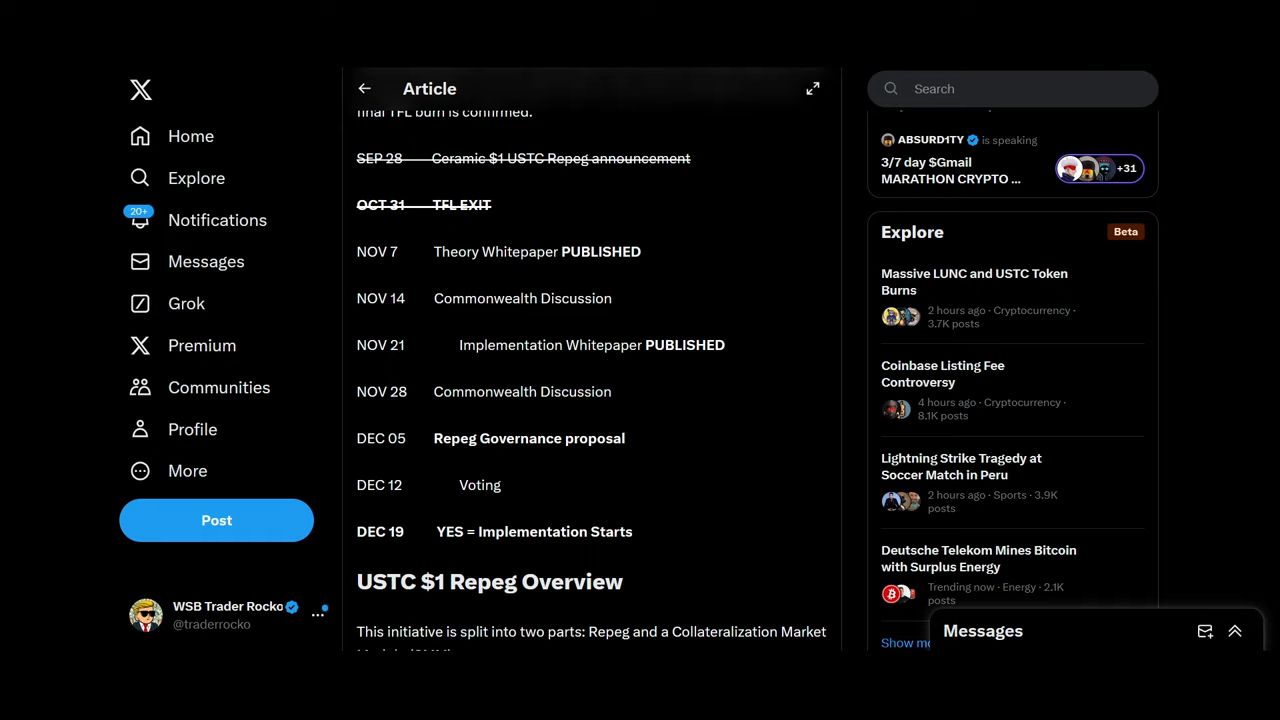 Home
Explore
20+
Notifications
Messages
Grok
Premium
Communities
Profile
More
Post
WSB Trader Rocko
@traderrocko
Article
final TFL burn is confirmed.
SEP 28 Ceramic $1 USTC Repeg announcement
OCT 31 TFL EXIT
NOV 7 Theory Whitepaper PUBLISHED
NOV 14 Commonwealth Discussion
NOV 21 Implementation Whitepaper PUBLISHED
NOV 28 Commonwealth Discussion
DEC 05 Repeg Governance proposal
DEC 12 Voting
DEC 19 YES = Implementation Starts
USTC $1 Repeg Overview
This initiative is split into two parts: Repeg and a Collateralization Market
Search
ABSURD1TY is speaking
3/7 day $Gmail
MARATHON CRYPTO ...
+31
Explore
Beta
Massive LUNC and USTC Token
Burns
2 hours ago · Cryptocurrency ·
3.7K posts
Coinbase Listing Fee
Controversy
4 hours ago · Cryptocurrency ·
8.1K posts
Lightning Strike Tragedy at
Soccer Match in Peru
2 hours ago · Sports · 3.9K
posts
Deutsche Telekom Mines Bitcoin
with Surplus Energy
Trending now · Energy · 2.1K
posts
Show
Messages